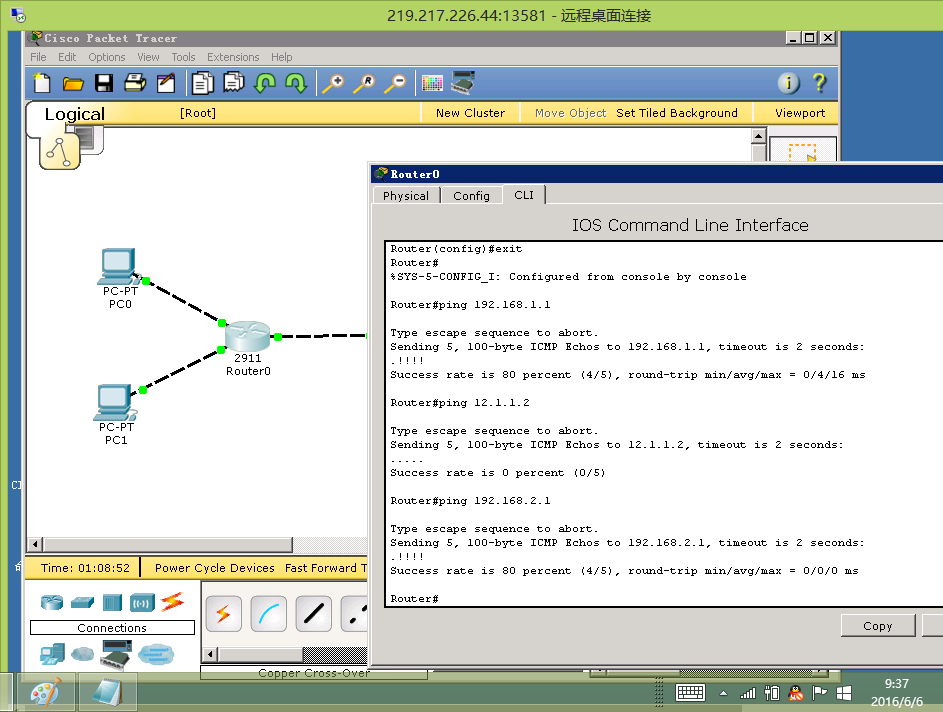 219.217.226.44:13581 - 远程桌面连接
Cisco Packet Tracer
File Edit Options View Tools Extensions Help
Logical [Root] New Cluster Move Object Set Tiled Background Viewport
Router0
Physical Config CLI
IOS Command Line Interface
Router(config)#exit
Router#
%SYS-5-CONFIG_I: Configured from console by console
Router#ping 192.168.1.1
Type escape sequence to abort.
Sending 5, 100-byte ICMP Echos to 192.168.1.1, timeout is 2 seconds:
.!!!!
Success rate is 80 percent (4/5), round-trip min/avg/max = 0/4/16 ms
Router#ping 12.1.1.2
Type escape sequence to abort.
Sending 5, 100-byte ICMP Echos to 12.1.1.2, timeout is 2 seconds:
.....
Success rate is 0 percent (0/5)
Router#ping 192.168.2.1
Type escape sequence to abort.
Sending 5, 100-byte ICMP Echos to 192.168.2.1, timeout is 2 seconds:
.!!!!
Success rate is 80 percent (4/5), round-trip min/avg/max = 0/0/0 ms
Router#
Copy
PC-PT
PC0
2911
Router0
PC-PT
PC1
Time: 01:08:52 Power Cycle Devices Fast Forward T
Connections
Copper Cross-Over
9:37
2016/6/6